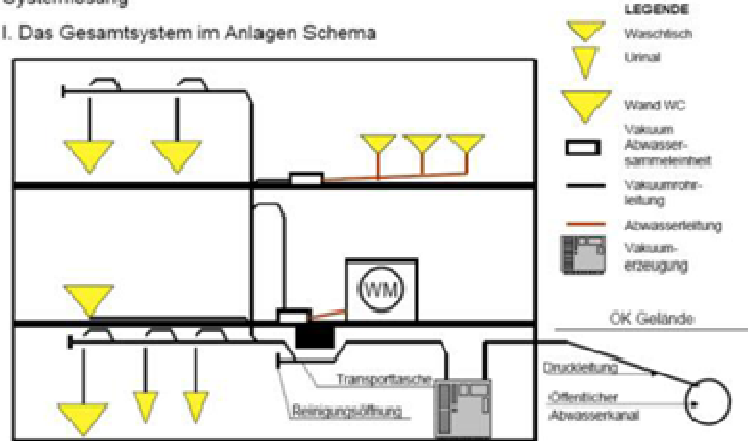 Systemlösung
I. Das Gesamtsystem im Anlagen Schema
LEGENDE
Waschtisch
Urinal
Wand WC
Vakuum
Abwasser-
sammeleinheit
Vakuumrohr-
leitung
Abwasserleitung
Vakuum-
erzeugung
WM
OK Gelände
Transporttasche
Reinigungsöffnung
Druckleitung
Öffentlicher
Abwasserkanal